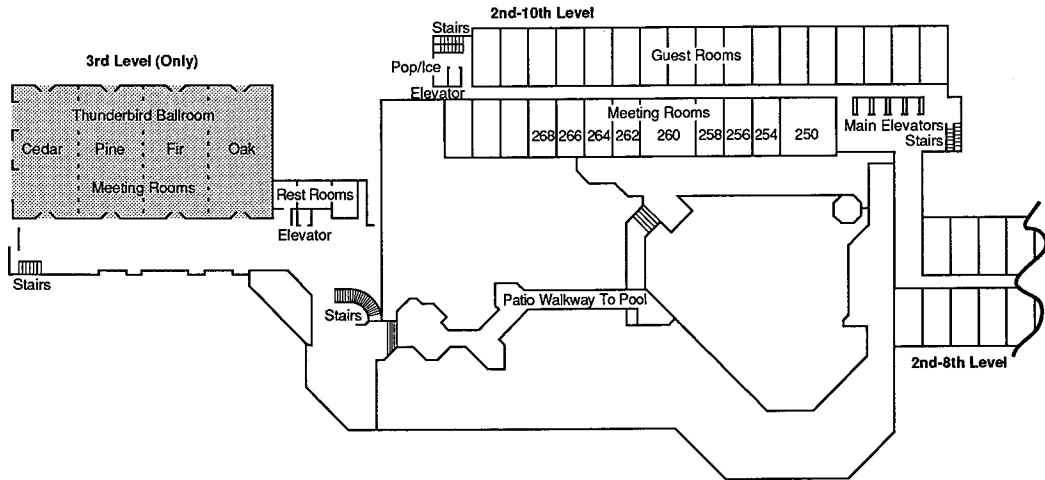 2nd-10th Level
Stairs
Guest Rooms
3rd Level (Only)
Pop/Ice
Elevator
Meeting Rooms
268 266 264 262 260 258 256 254 250
Main Elevators
Stairs
Thunderbird Ballroom
Cedar Pine Fir Oak
Meeting Rooms
Rest Rooms
Elevator
Stairs
Stairs
Patio Walkway To Pool
2nd-8th Level